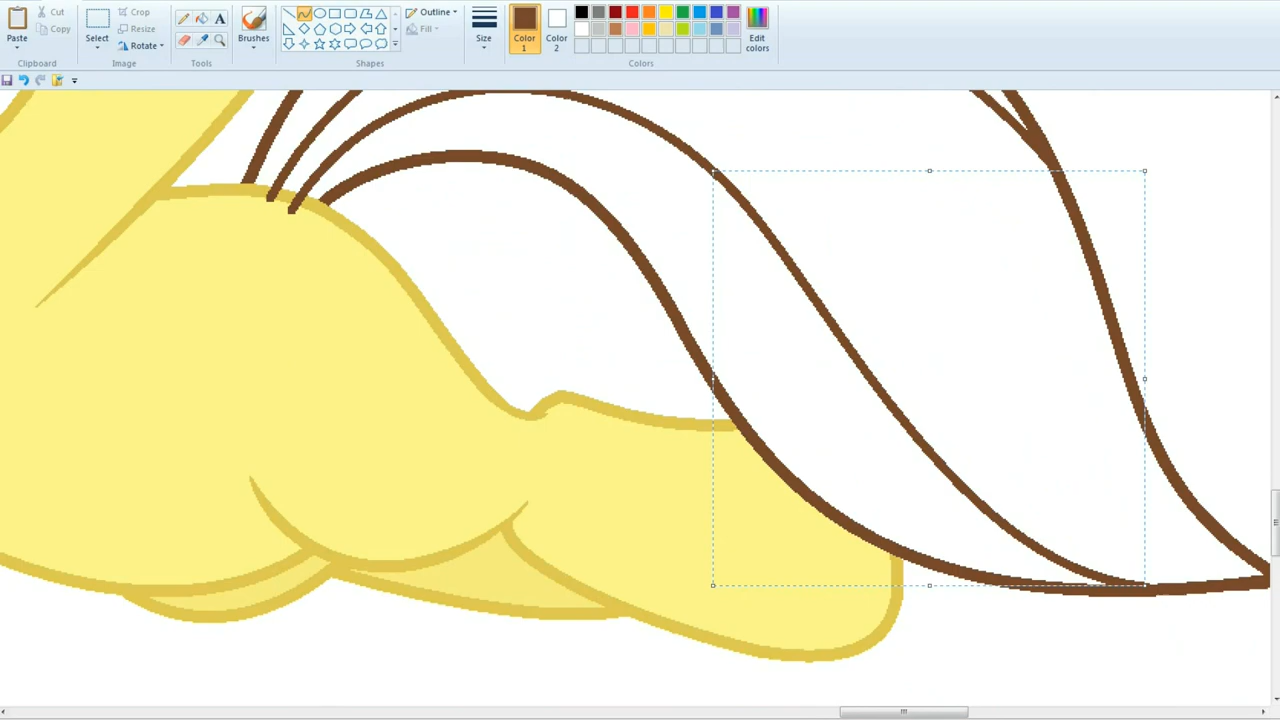 Paste
Cut
Copy
Clipboard
Select
Crop
Resize
Rotate
Image
A
Tools
Brushes
Shapes
Outline
Fill
Size
Color
1
Color
2
Colors
Edit
colors